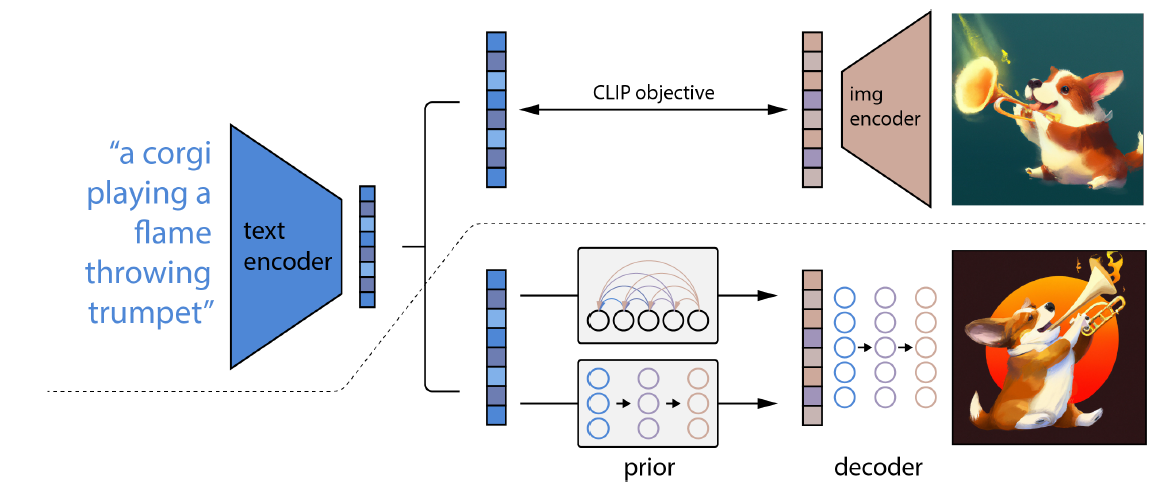 “a corgi
playing a
flame
throwing
trumpet”
text
encoder
CLIP objective
img
encoder
prior
decoder